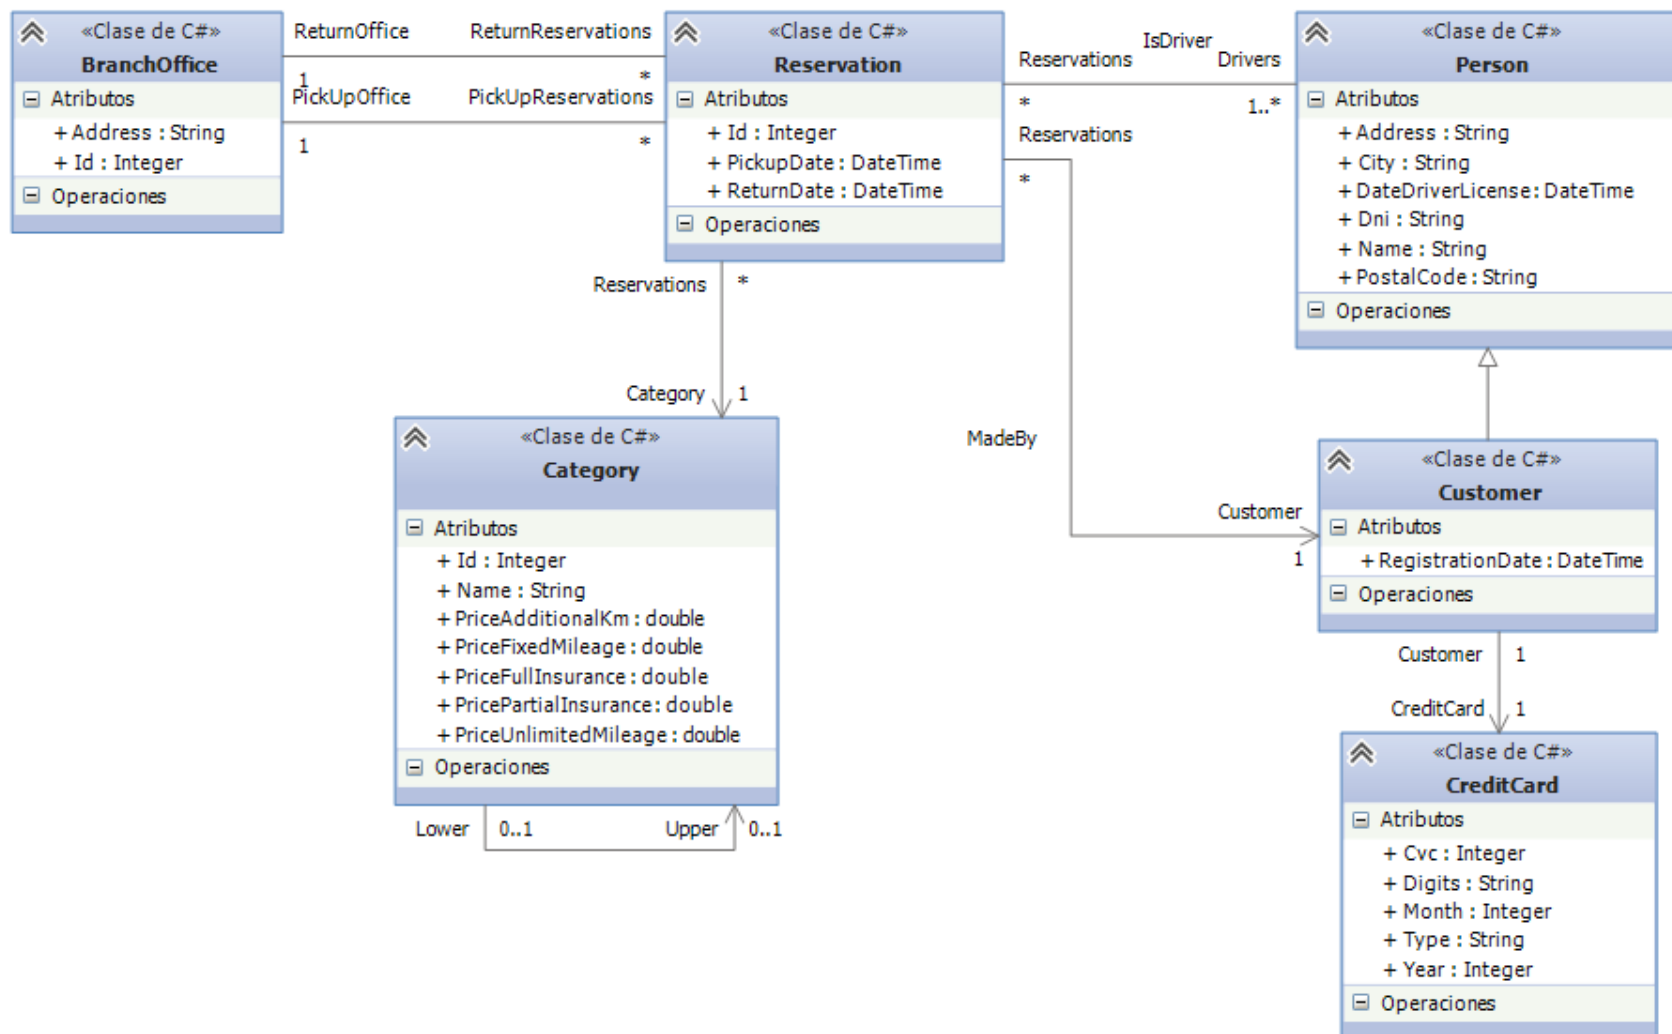 «Clase de C#»
BranchOffice
Atributos
+ Address : String
+ Id : Integer
Operaciones
ReturnOffice
ReturnReservations
1
*
PickUpOffice
PickUpReservations
1
*
«Clase de C#»
Reservation
Atributos
+ Id : Integer
+ PickupDate : DateTime
+ ReturnDate : DateTime
Operaciones
Reservations
IsDriver
Drivers
*
1..*
Reservations
*
«Clase de C#»
Person
Atributos
+ Address : String
+ City : String
+ DateDriverLicense : DateTime
+ Dni : String
+ Name : String
+ PostalCode : String
Operaciones
Reservations
*
Category
1
MadeBy
Customer
1
«Clase de C#»
Category
Atributos
+ Id : Integer
+ Name : String
+ PriceAdditionalKm : double
+ PriceFixedMileage : double
+ PriceFullInsurance : double
+ PricePartialInsurance : double
+ PriceUnlimitedMileage : double
Operaciones
Lower
0..1
Upper
0..1
«Clase de C#»
Customer
Atributos
+ RegistrationDate : DateTime
Operaciones
Customer
1
CreditCard
1
«Clase de C#»
CreditCard
Atributos
+ Cvc : Integer
+ Digits : String
+ Month : Integer
+ Type : String
+ Year : Integer
Operaciones